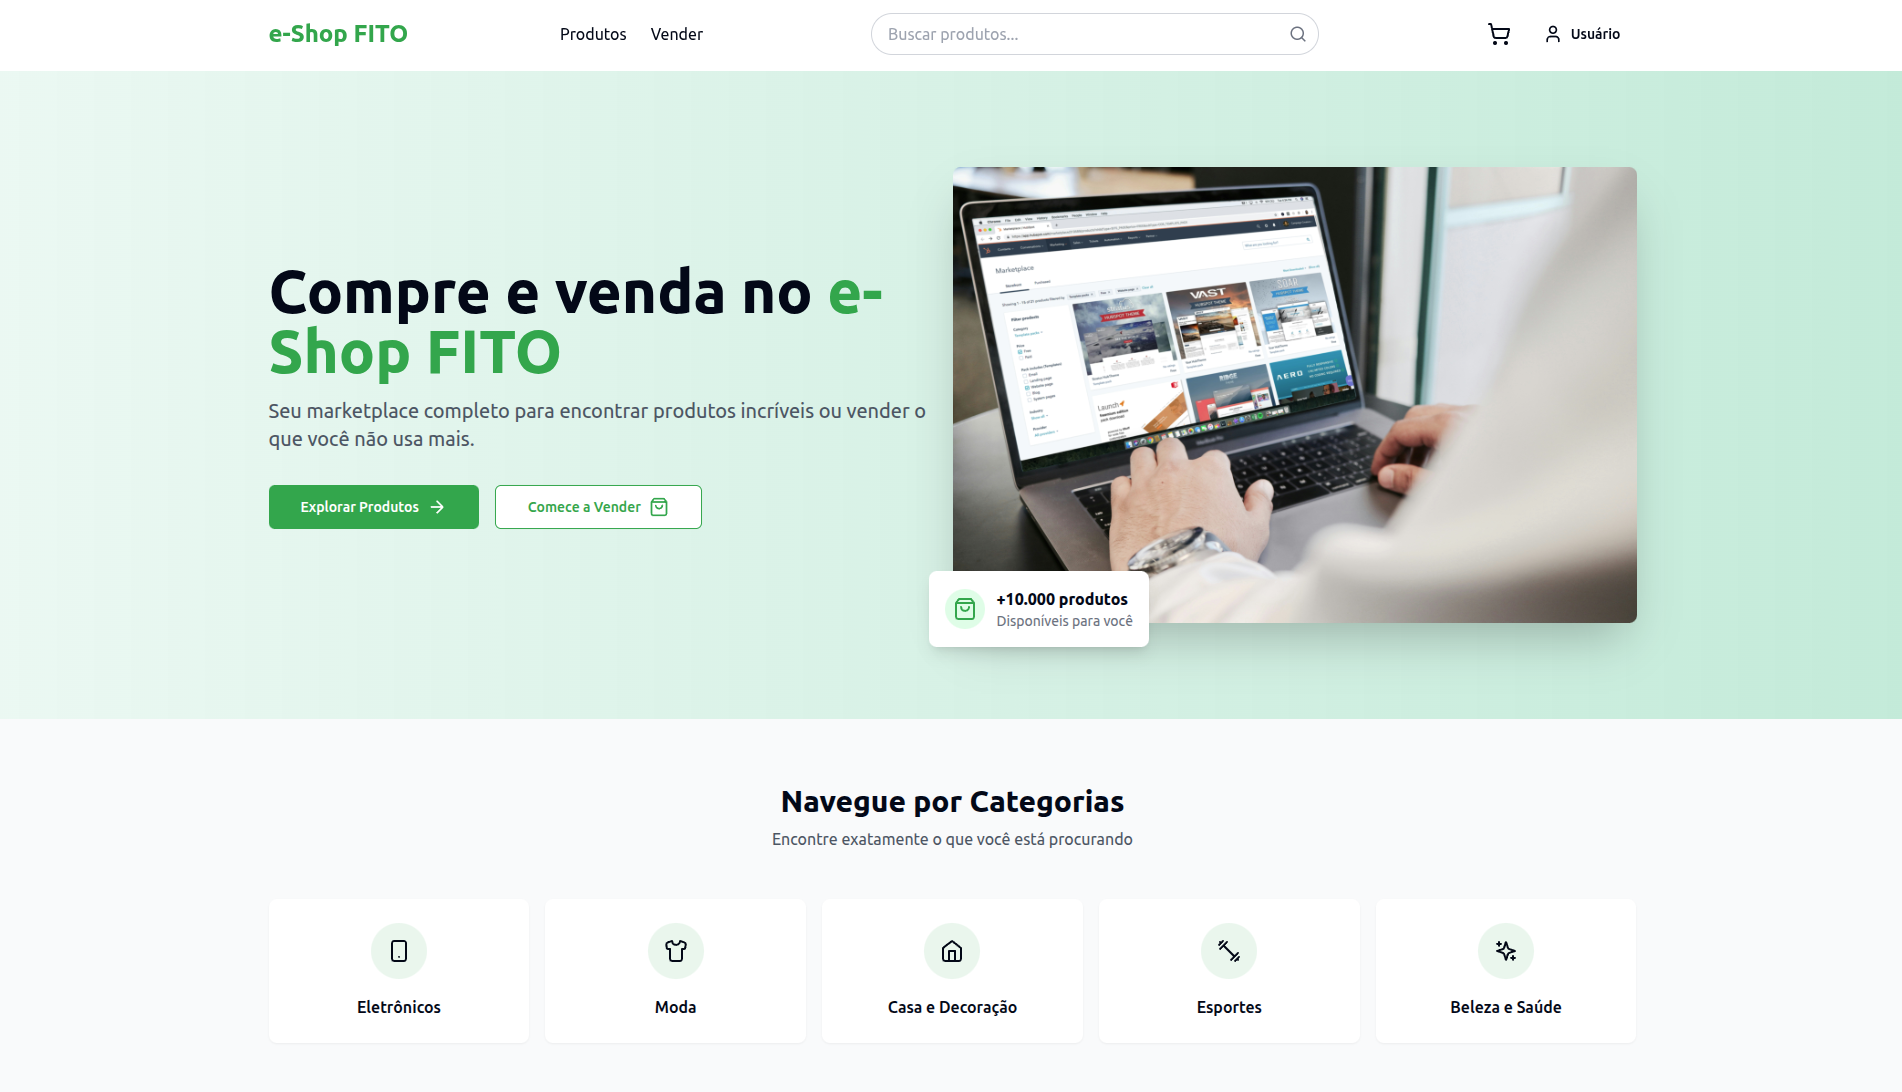 e-Shop FITO
Produtos
Vender
Buscar produtos...
Usuário
Compre e venda no e-
Shop FITO
Seu marketplace completo para encontrar produtos incríveis ou vender o
que você não usa mais.
Explorar Produtos
Comece a Vender
Marketplace
VAST
SOAR
RIDGE
AERO
Launch
+10.000 produtos
Disponíveis para você
Navegue por Categorias
Encontre exatamente o que você está procurando
Eletrônicos
Moda
Casa e Decoração
Esportes
Beleza e Saúde